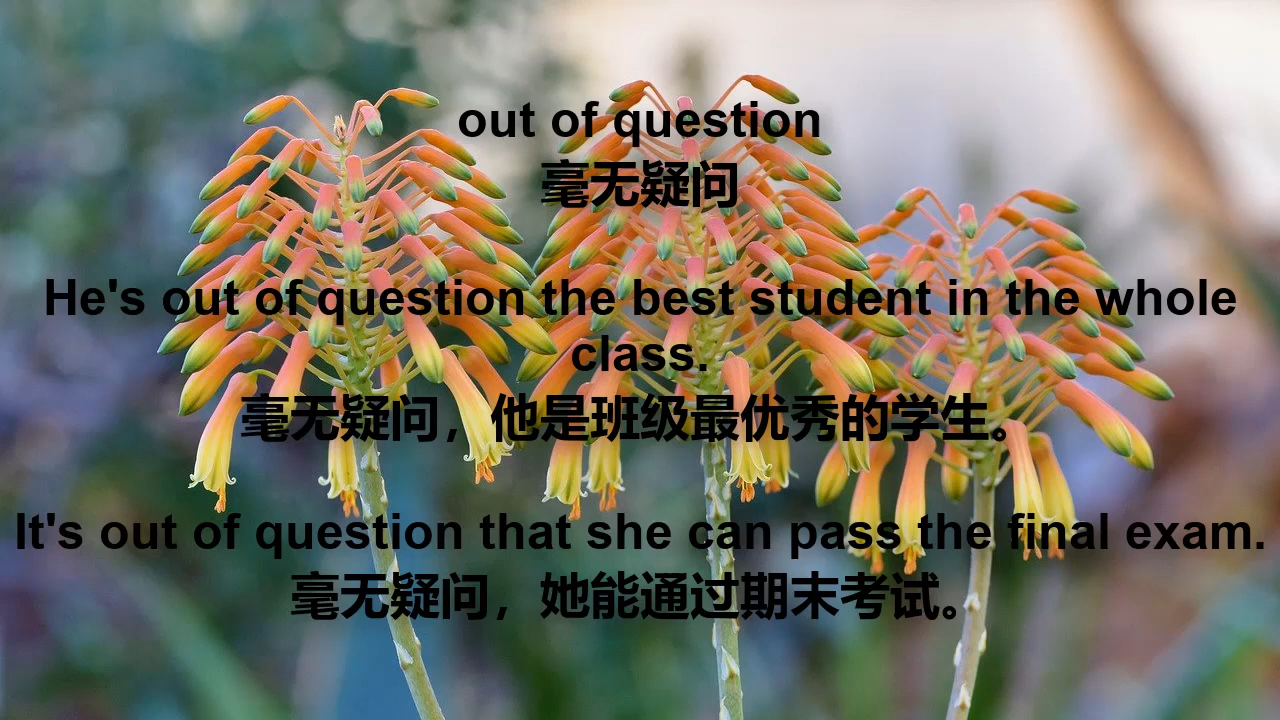 out of question
毫无疑问
He's out of question the best student in the whole
class.
毫无疑问，他是班级最优秀的学生。
It's out of question that she can pass the final exam.
毫无疑问，她能通过期末考试。